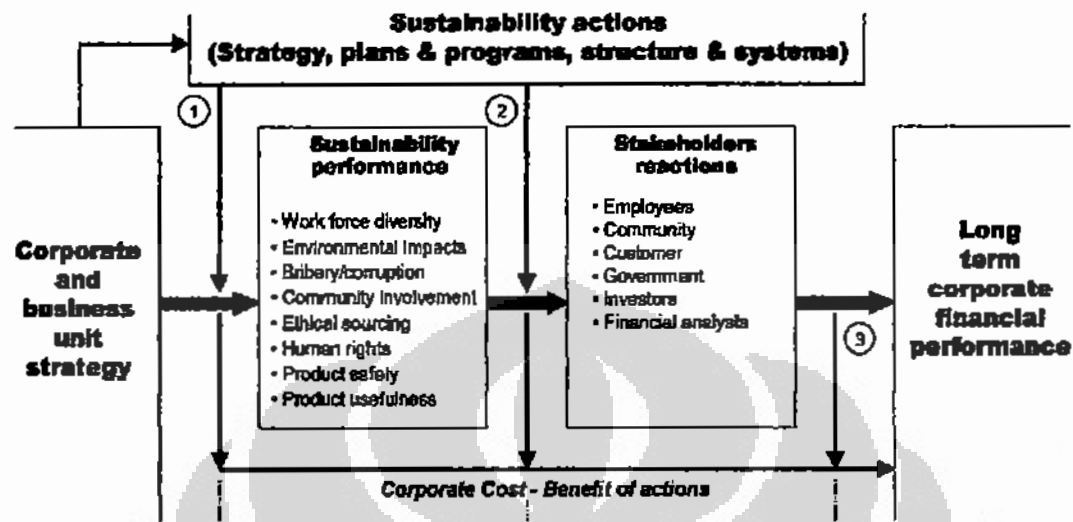 Sustainability actions
(Strategy, plans & programs, structure & systems)
1
2
Sustainability
performance
• Work force diversity
• Environmental Impacts
• Bribery/corruption
• Community Involvement
• Ethical sourcing
• Human rights
• Product safety
• Product usefulness
Stakeholders
reactions
• Employees
• Community
• Customer
• Government
• Investors
• Financial analysts
Corporate
and
business
unit
strategy
3
Long
term
corporate
financial
performance
Corporate Cost - Benefit of actions